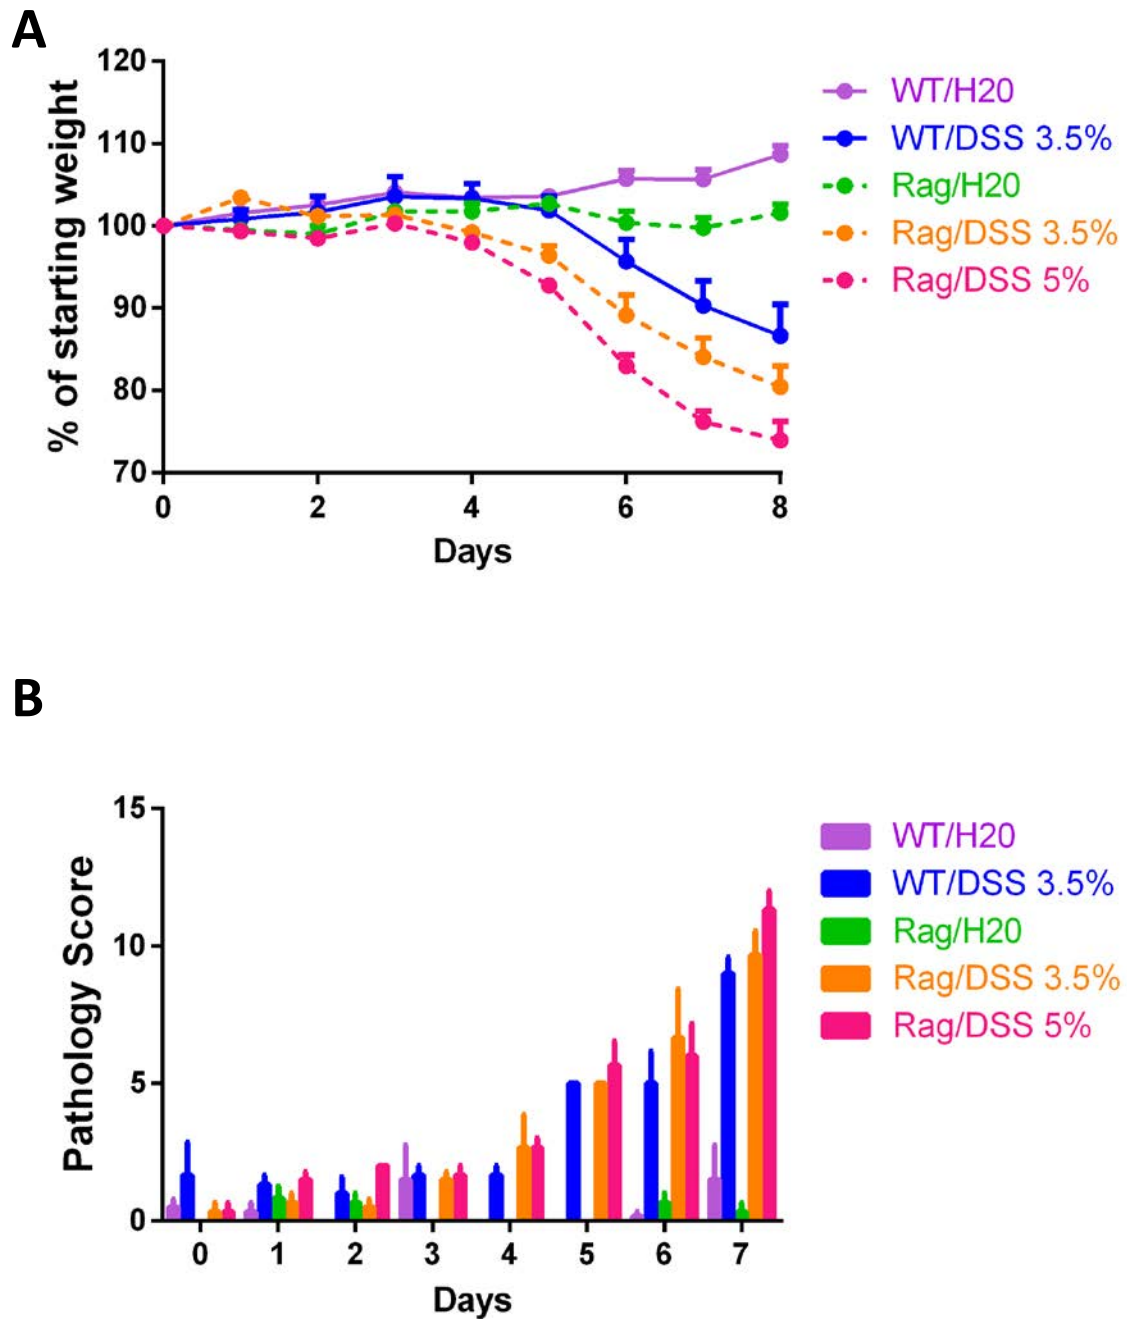 A
120
110
100
90
80
70
% of starting weight
0 2 4 6 8
Days
WT/H20
WT/DSS 3.5%
Rag/H20
Rag/DSS 3.5%
Rag/DSS 5%
B
15
10
5
0
Pathology Score
0 1 2 3 4 5 6 7
Days
WT/H20
WT/DSS 3.5%
Rag/H20
Rag/DSS 3.5%
Rag/DSS 5%